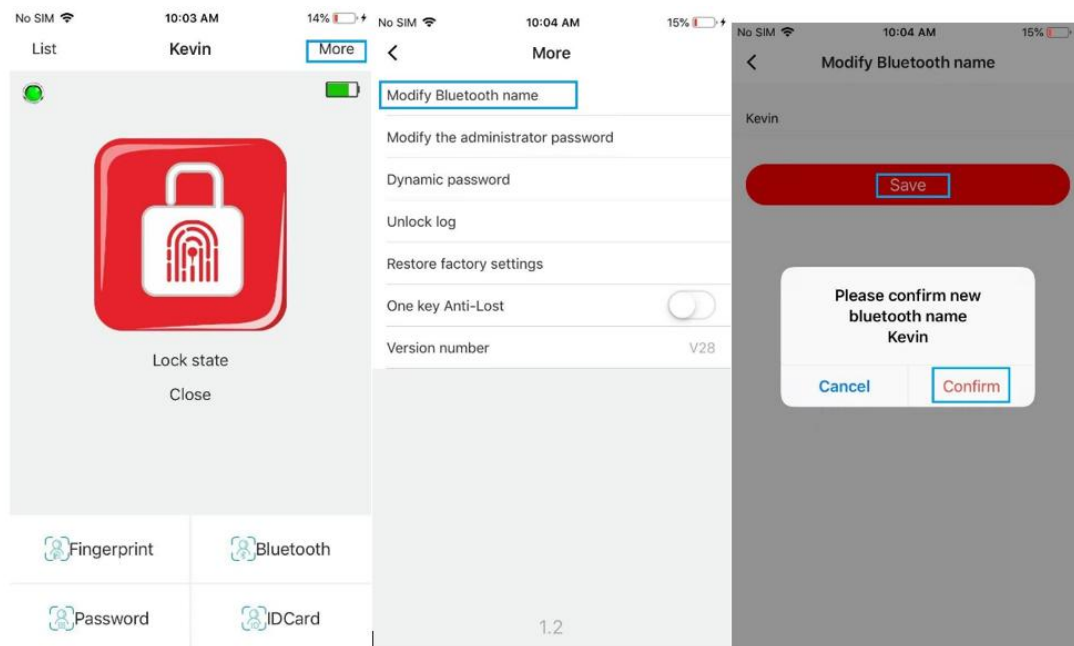 No SIM 10:03 AM 14%
List Kevin More
Lock state
Close
Fingerprint Bluetooth
Password IDCard
No SIM 10:04 AM 15%
More
Modify Bluetooth name
Modify the administrator password
Dynamic password
Unlock log
Restore factory settings
One key Anti-Lost
Version number V28
1.2
No SIM 10:04 AM 15%
Modify Bluetooth name
Kevin
Save
Please confirm new
bluetooth name
Kevin
Cancel Confirm